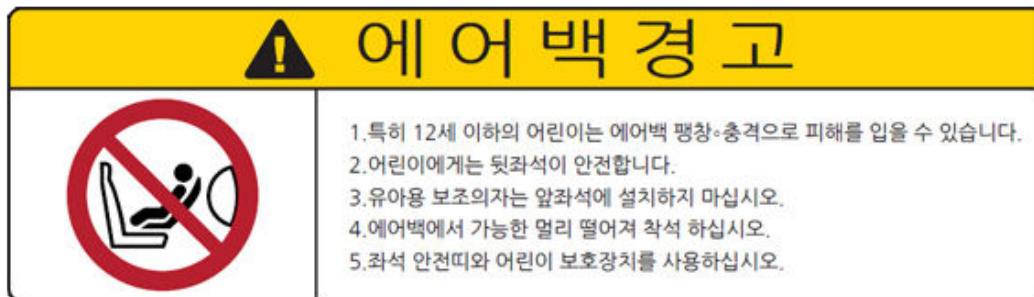 에어백경고
1.특히 12세 이하의 어린이는 에어백 팽창∘충격으로 피해를 입을 수 있습니다.
2.어린이에게는 뒷좌석이 안전합니다.
3.유아용 보조의자는 앞좌석에 설치하지 마십시오.
4.에어백에서 가능한 멀리 떨어져 착석 하십시오.
5.좌석 안전띠와 어린이 보호장치를 사용하십시오.